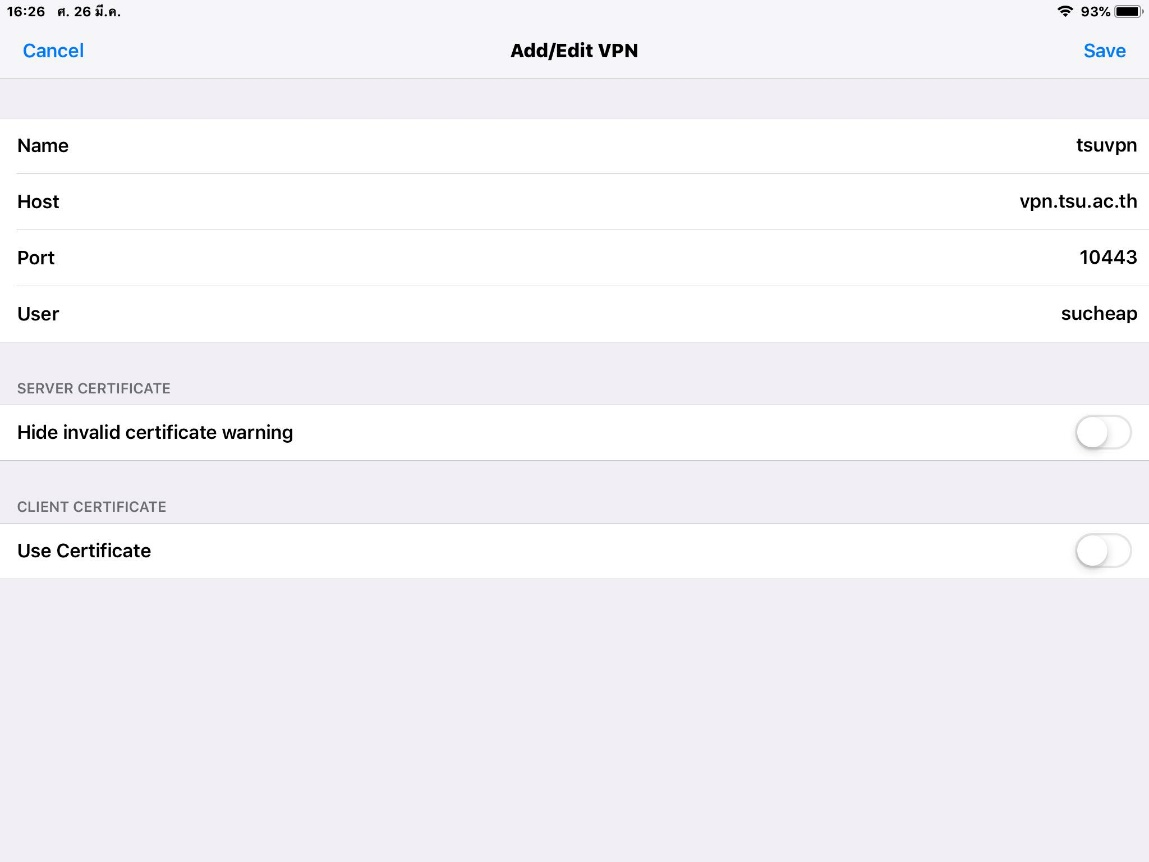 16:26 ศ. 26 มี.ค. 93%
Cancel Add/Edit VPN Save
Name tsuvpn
Host vpn.tsu.ac.th
Port 10443
User sucheap
SERVER CERTIFICATE
Hide invalid certificate warning
CLIENT CERTIFICATE
Use Certificate